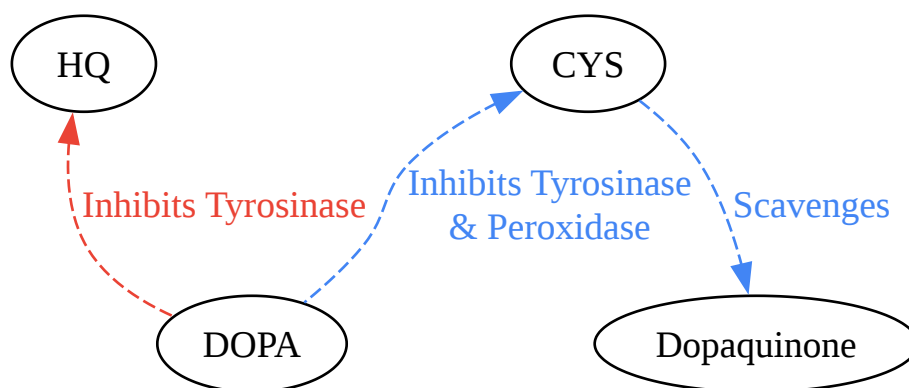 HQ
CYS
Inhibits Tyrosinase
Inhibits Tyrosinase
& Peroxidase
Scavenges
DOPA
Dopaquinone